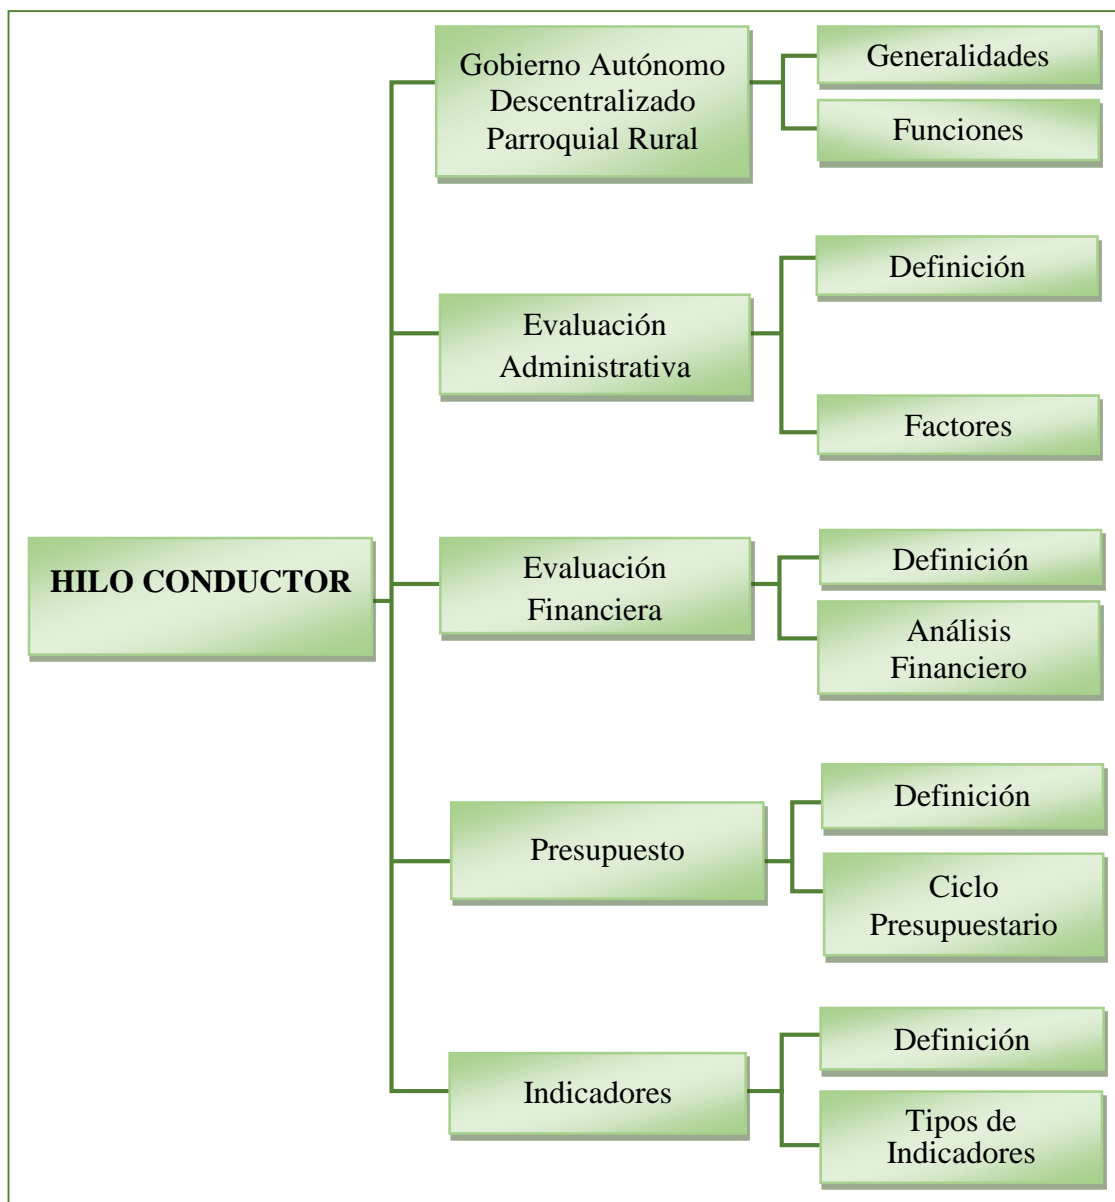 HILO CONDUCTOR
Gobierno Autónomo
Descentralizado
Parroquial Rural
Generalidades
Funciones
Evaluación
Administrativa
Definición
Factores
Evaluación
Financiera
Definición
Análisis
Financiero
Presupuesto
Definición
Ciclo
Presupuestario
Indicadores
Definición
Tipos de
Indicadores